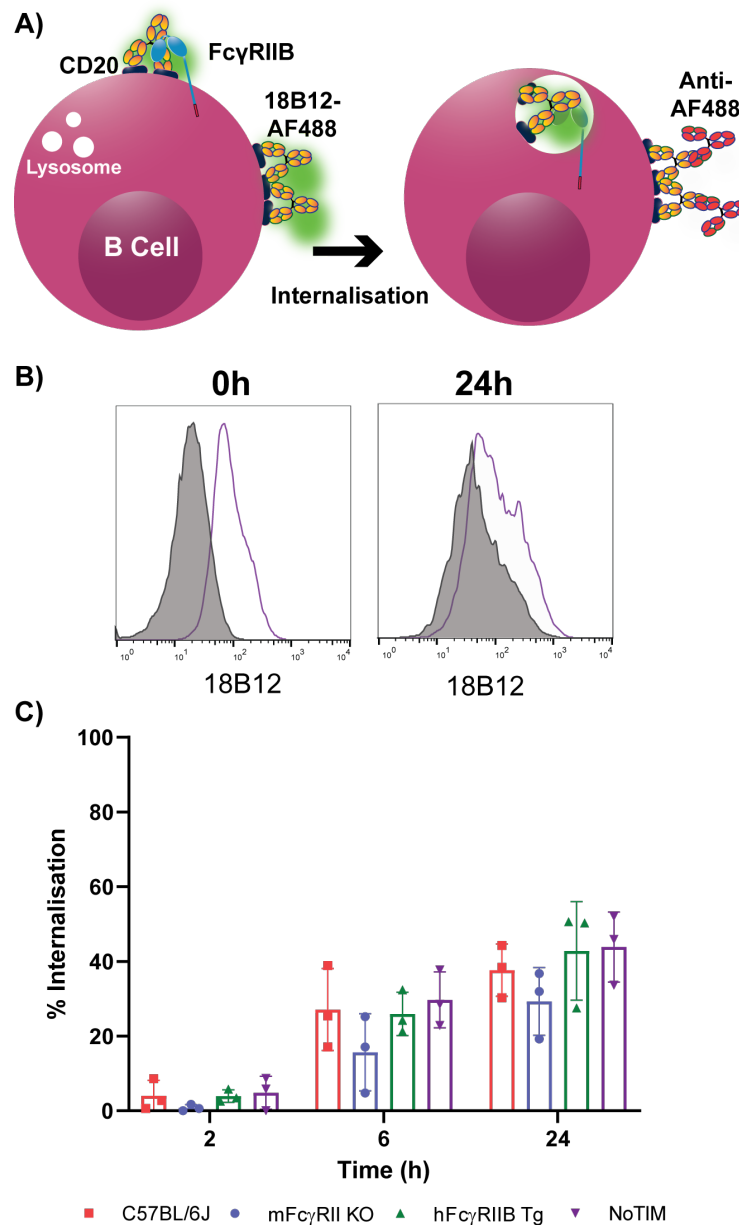 A)
FcγRIIB
CD20
18B12-
AF488
Lysosome
B Cell
Internalisation
Anti-
AF488
B)
0h
24h
10⁰ 10¹ 10² 10³ 10⁴
10⁰ 10¹ 10² 10³ 10⁴
18B12
18B12
C)
% Internalisation
100
80
60
40
20
0
2 6 24
Time (h)
C57BL/6J mFcγRII KO hFcγRIIB Tg NoTIM